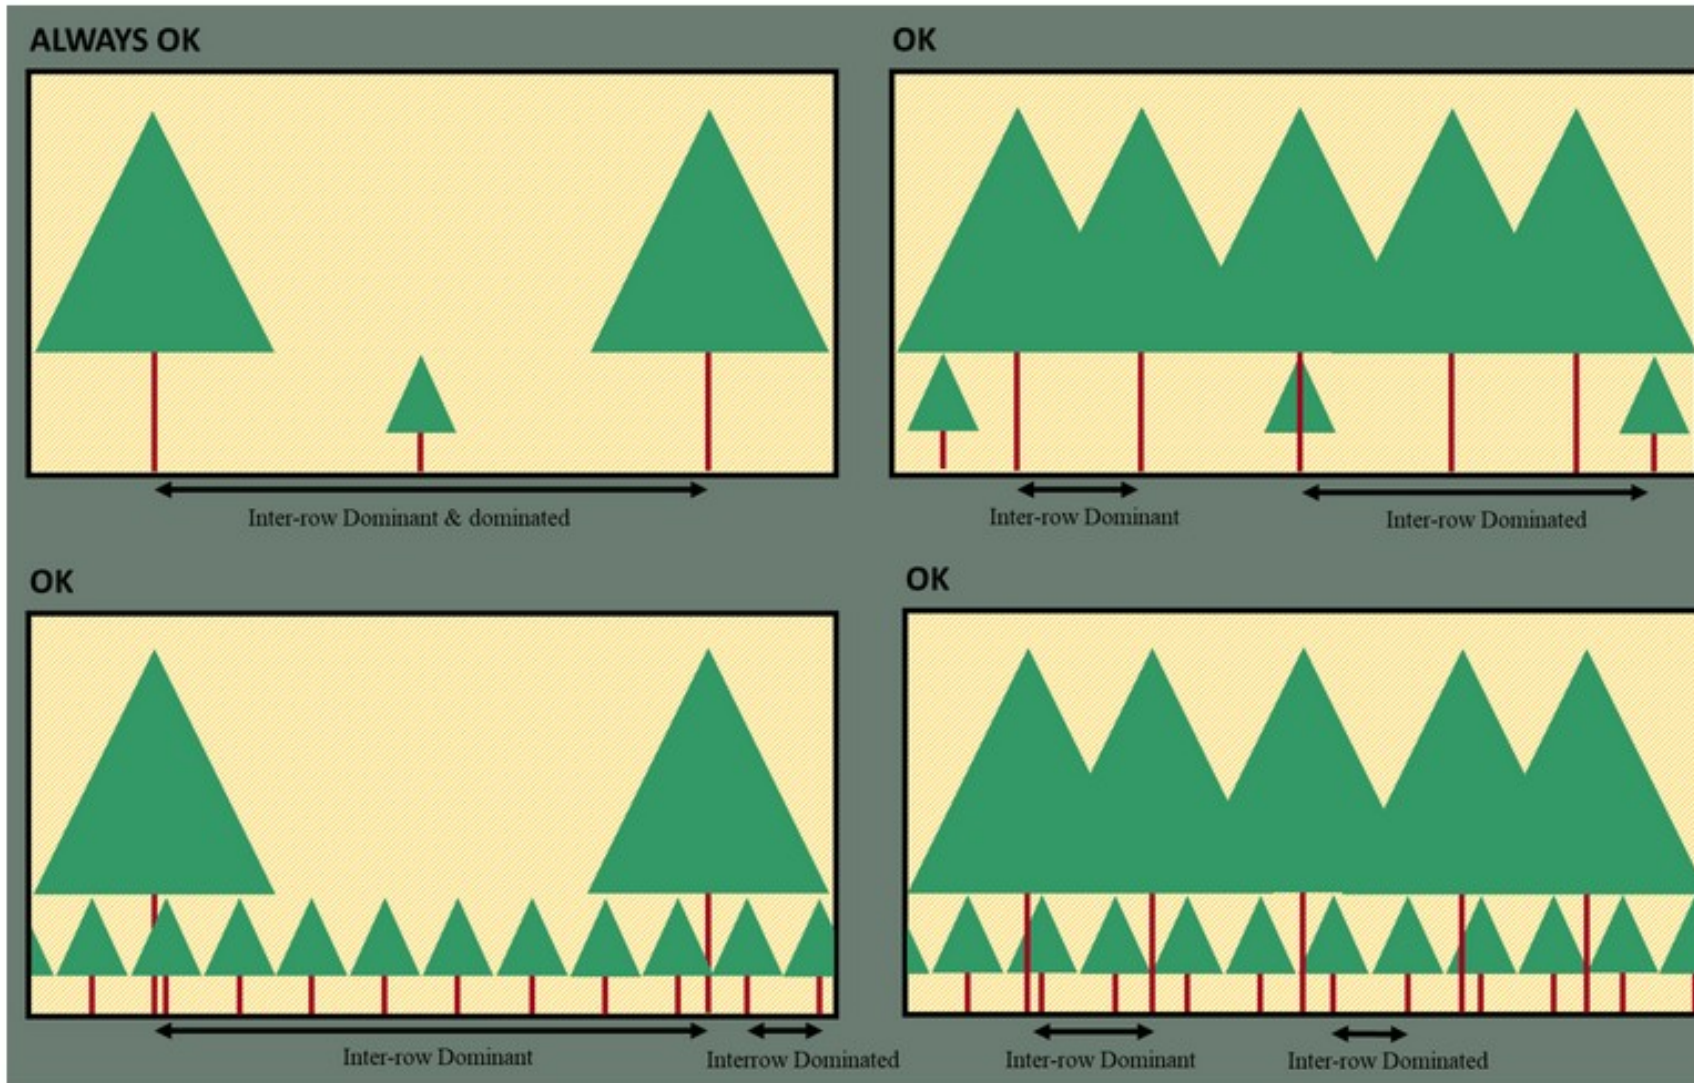 ALWAYS OK
OK
Inter-row Dominant & dominated
Inter-row Dominant
Inter-row Dominated
OK
OK
Inter-row Dominant
Interrow Dominated
Inter-row Dominant
Inter-row Dominated